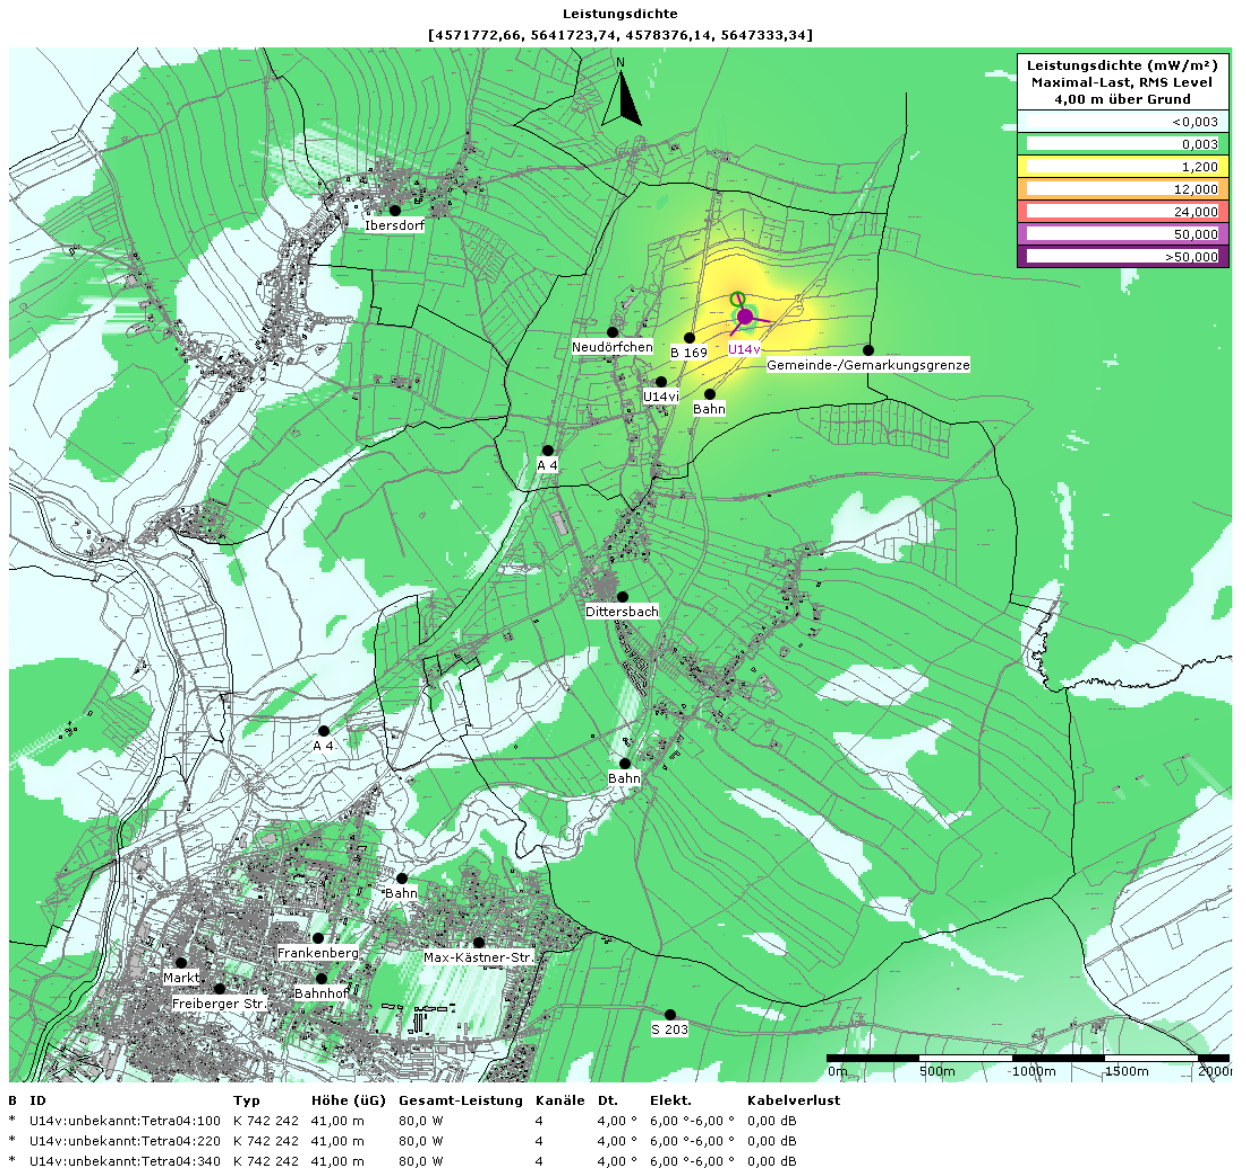 Leistungsdichte
[4571772,66, 5641723,74, 4578376,14, 5647333,34]
N
Leistungsdichte (mW/m²)
Maximal-Last, RMS Level
4,00 m über Grund
<0,003
0,003
1,200
12,000
24,000
50,000
>50,000
Ibersdorf
Neudörfchen
B 169
U14v
Gemeinde-/Gemarkungsgrenze
U14vi
Bahn
A 4
Dittersbach
A 4
Bahn
Bahn
Frankenberg
Max-Kästner-Str.
Markt
Bahnhof
Freiberger Str.
S 203
0m 500m 1000m 1500m 2000m
B ID Typ Höhe (üG) Gesamt-Leistung Kanäle Dt. Elekt. Kabelverlust
* U14v:unbekannt:Tetra04:100 K 742 242 41,00 m 80,0 W 4 4,00 ° 6,00 °-6,00 ° 0,00 dB
* U14v:unbekannt:Tetra04:220 K 742 242 41,00 m 80,0 W 4 4,00 ° 6,00 °-6,00 ° 0,00 dB
* U14v:unbekannt:Tetra04:340 K 742 242 41,00 m 80,0 W 4 4,00 ° 6,00 °-6,00 ° 0,00 dB